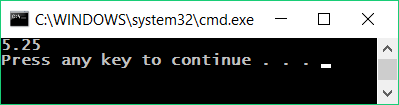 C:\WINDOWS\system32\cmd.exe
5.25
Press any key to continue . . .